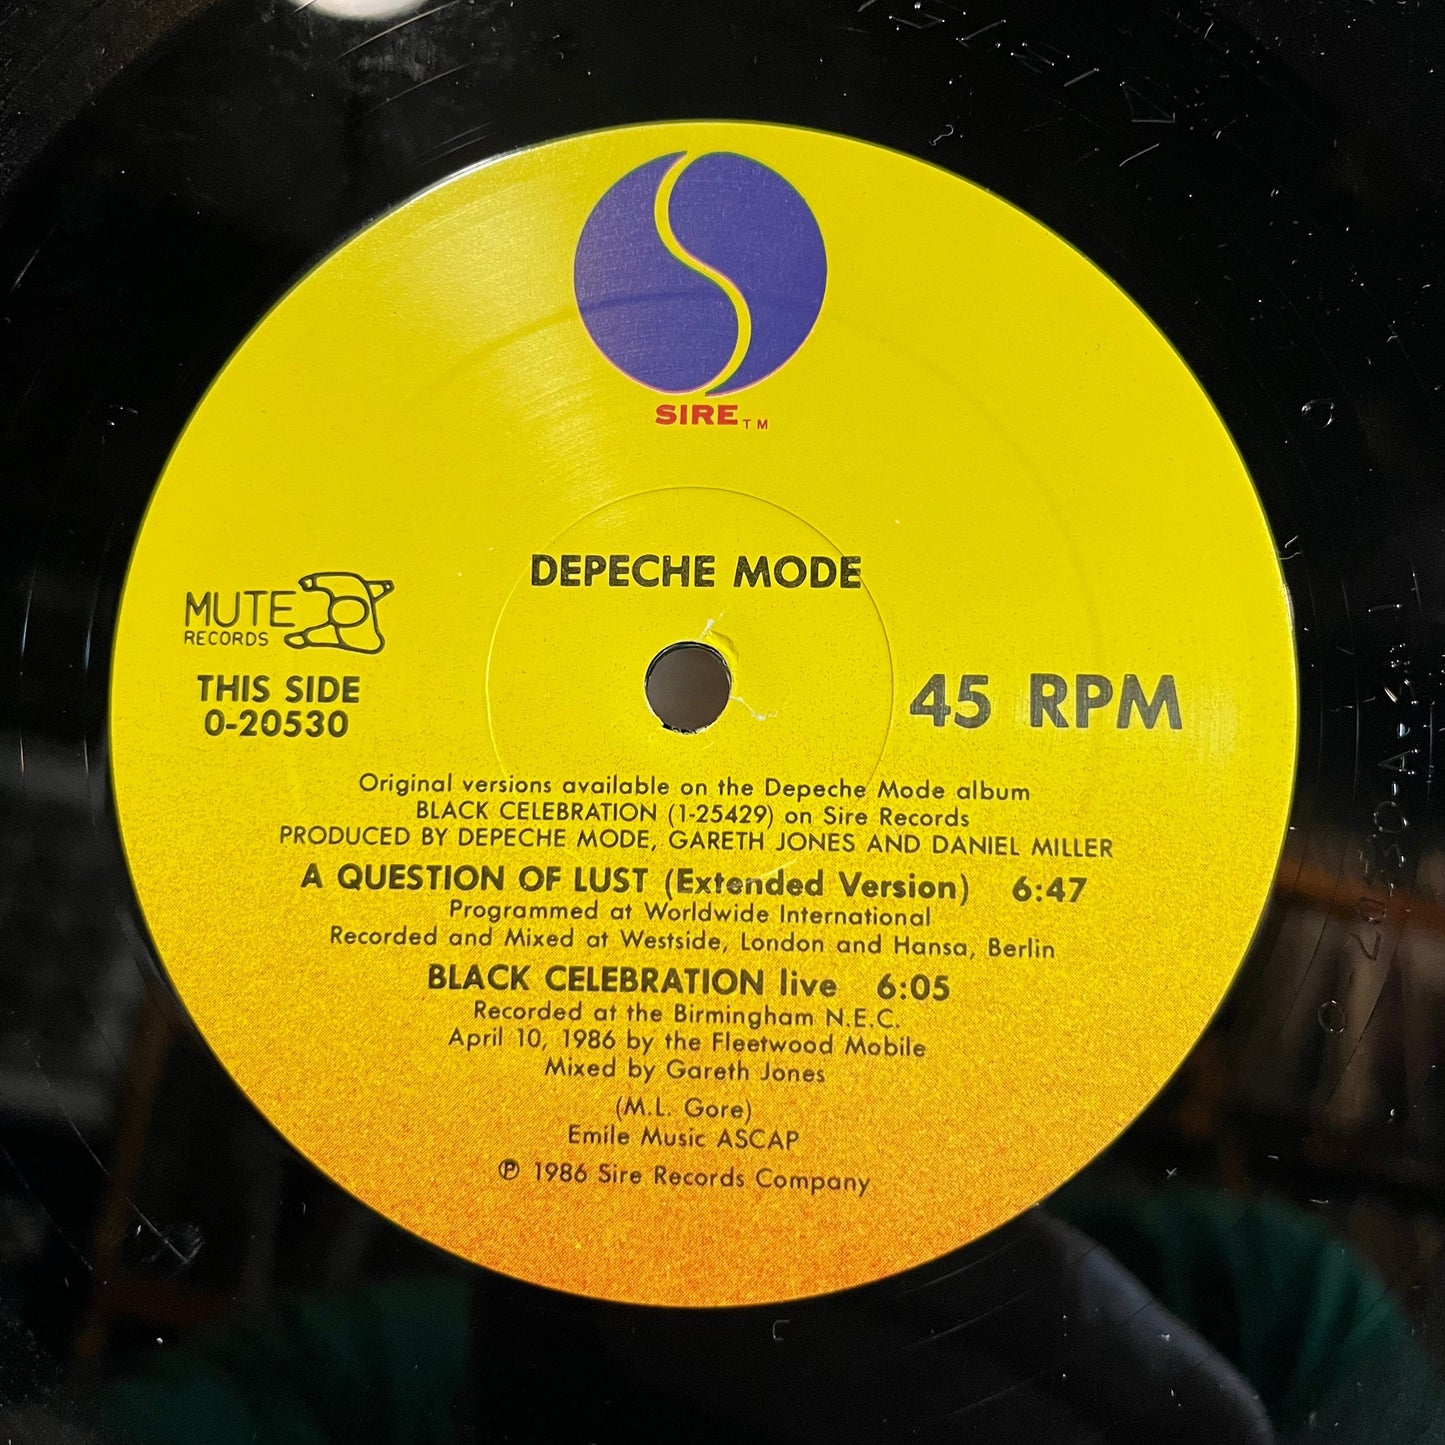 SIRE TM
DEPECHE MODE
MUTE
RECORDS
THIS SIDE
0-20530
45 RPM
Original versions available on the Depeche Mode album
BLACK CELEBRATION (1-25429) on Sire Records
PRODUCED BY DEPECHE MODE, GARETH JONES AND DANIEL MILLER
A QUESTION OF LUST (Extended Version) 6:47
Programmed at Worldwide International
Recorded and Mixed at Westside, London and Hansa, Berlin
BLACK CELEBRATION live 6:05
Recorded at the Birmingham N.E.C.
April 10, 1986 by the Fleetwood Mobile
Mixed by Gareth Jones
(M.L. Gore)
Emile Music ASCAP
℗ 1986 Sire Records Company